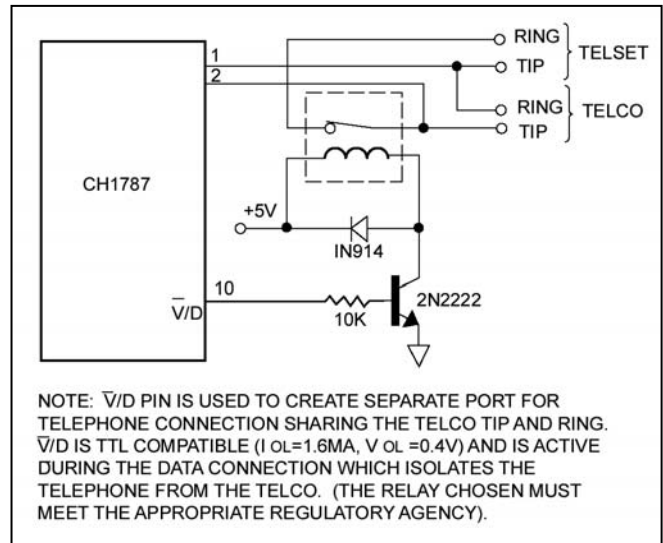 RING
TELSET
1
TIP
2
RING
TELCO
TIP
CH1787
+5V
IN914
10
2N2222
V̅/D
10K
NOTE: V̅/D PIN IS USED TO CREATE SEPARATE PORT FOR
TELEPHONE CONNECTION SHARING THE TELCO TIP AND RING.
V̅/D IS TTL COMPATIBLE (I OL=1.6MA, V OL =0.4V) AND IS ACTIVE
DURING THE DATA CONNECTION WHICH ISOLATES THE
TELEPHONE FROM THE TELCO. (THE RELAY CHOSEN MUST
MEET THE APPROPRIATE REGULATORY AGENCY).